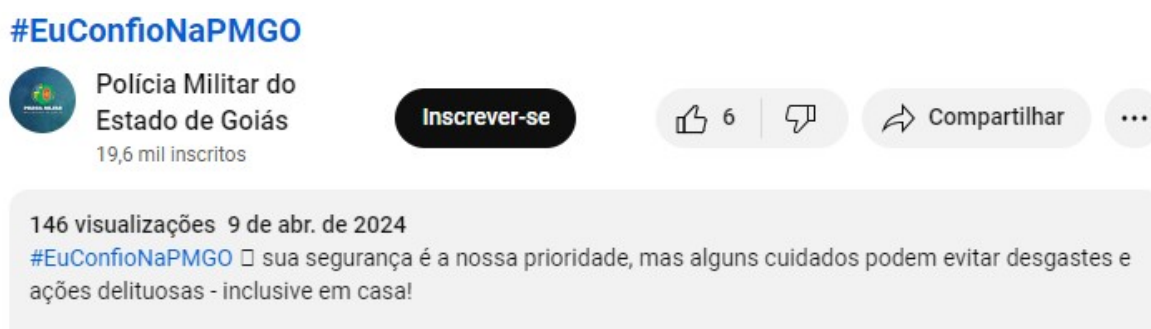 #EuConfioNaPMGO
Polícia Militar do
Estado de Goiás
19,6 mil inscritos
Inscrever-se
6
Compartilhar
146 visualizações 9 de abr. de 2024
#EuConfioNaPMGO sua segurança é a nossa prioridade, mas alguns cuidados podem evitar desgastes e
ações delituosas - inclusive em casa!